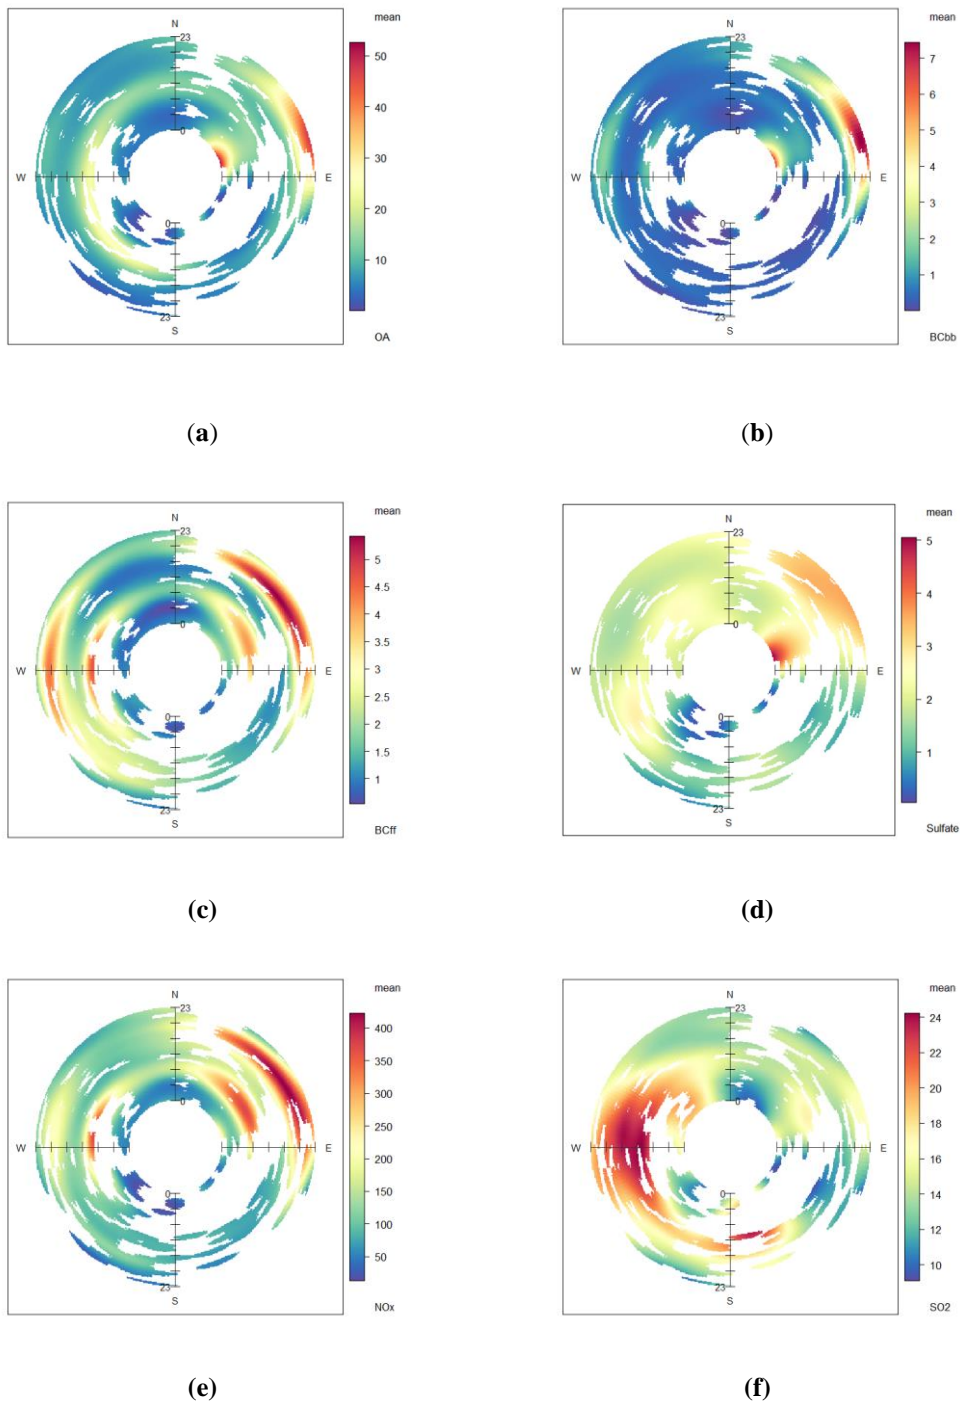 mean
N
23
50
40
30
20
10
0
W
E
0
23
S
OA
(a)
mean
N
23
7
6
5
4
3
2
1
0
W
E
0
23
S
BCbb
(b)
mean
N
23
5
4.5
4
3.5
3
2.5
2
1.5
1
0
W
E
0
23
S
BCff
(c)
mean
N
23
5
4
3
2
1
0
W
E
0
23
S
Sulfate
(d)
mean
N
23
400
350
300
250
200
150
100
50
0
W
E
0
23
S
NOx
(e)
mean
N
23
24
22
20
18
16
14
12
10
0
W
E
0
23
S
SO2
(f)